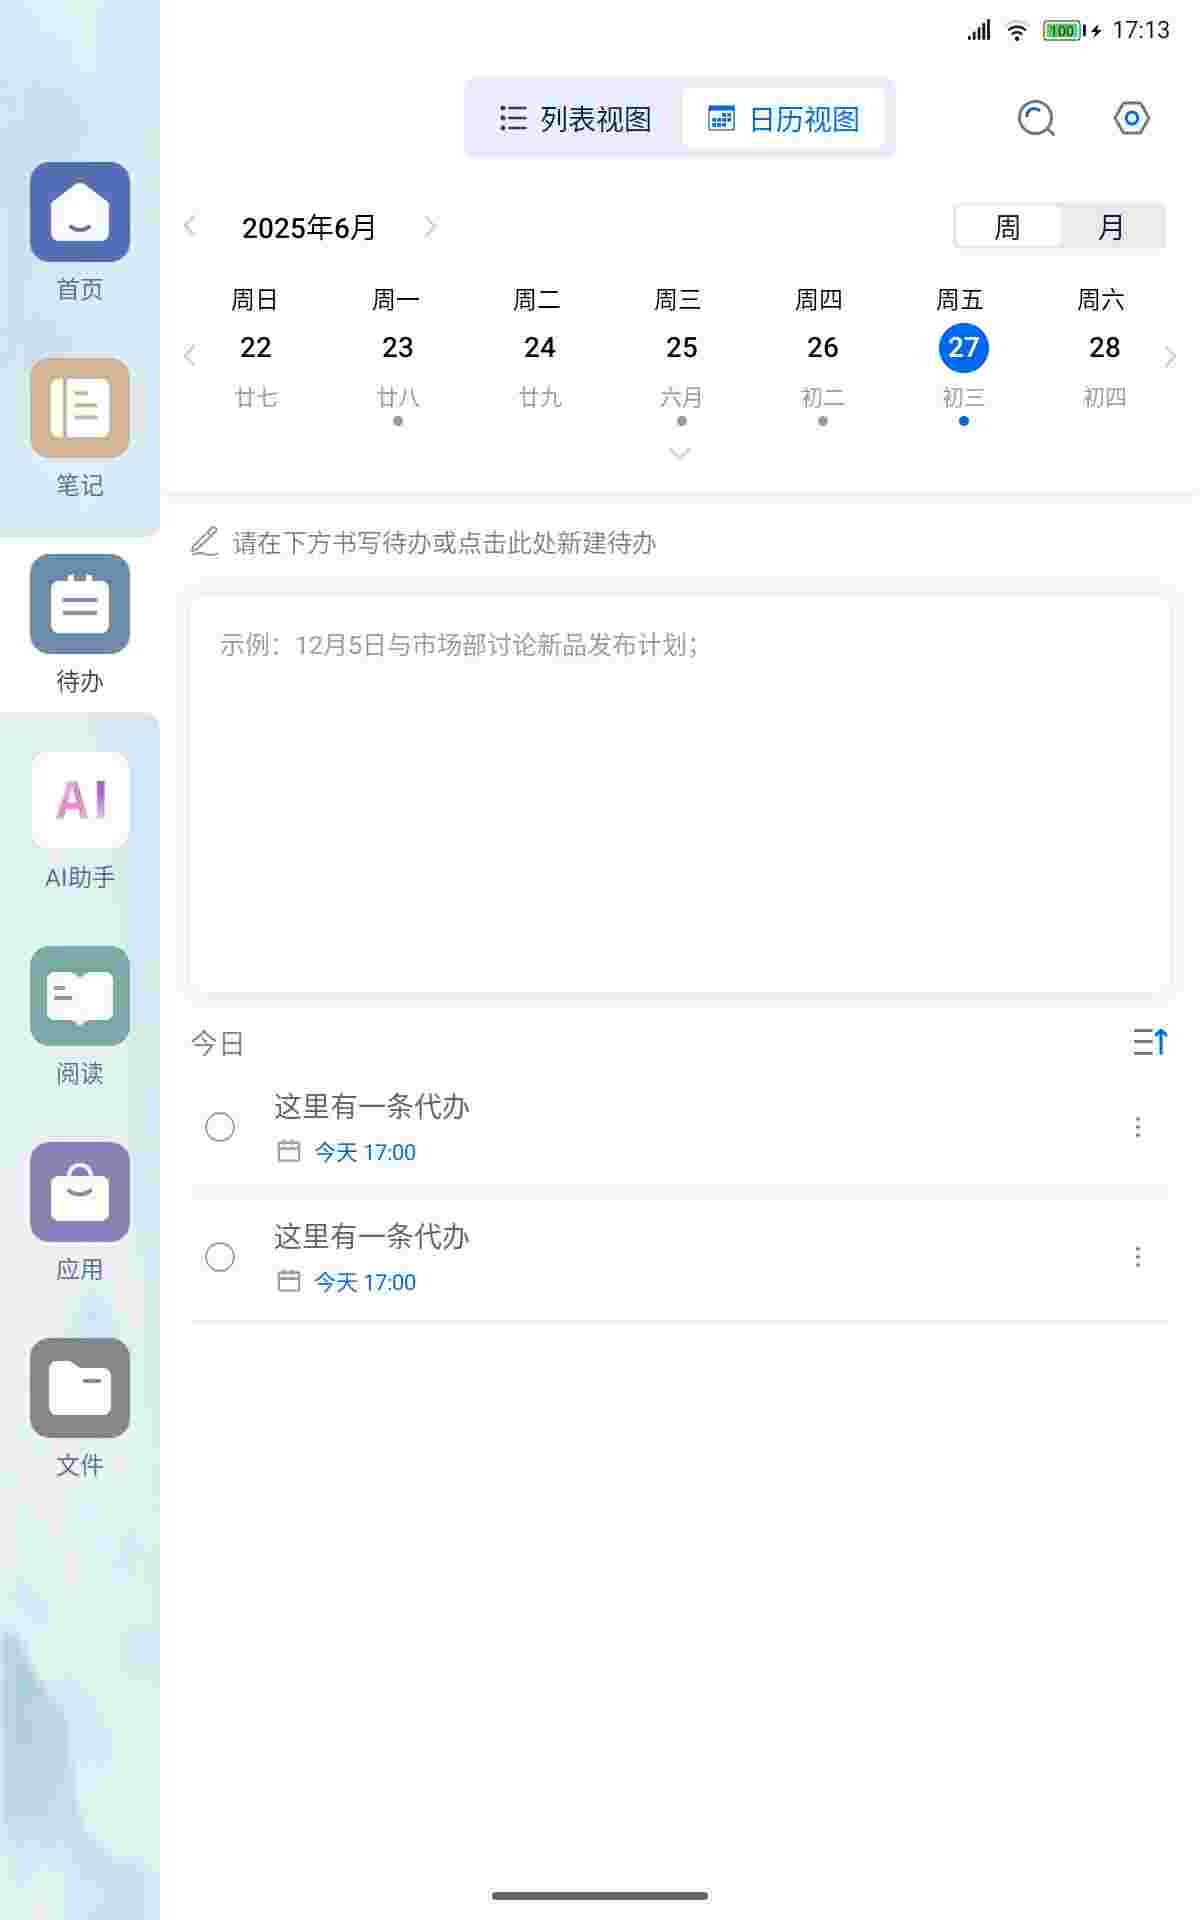 100 17:13
列表视图 日历视图
2025年6月
周 月
周日 周一 周二 周三 周四 周五 周六
22 23 24 25 26 27 28
廿七 廿八 廿九 六月 初二 初三 初四
请在下方书写待办或点击此处新建待办
示例：12月5日与市场部讨论新品发布计划；
今日
这里有一条代办
今天 17:00
这里有一条代办
今天 17:00
首页
笔记
待办
AI
AI助手
阅读
应用
文件